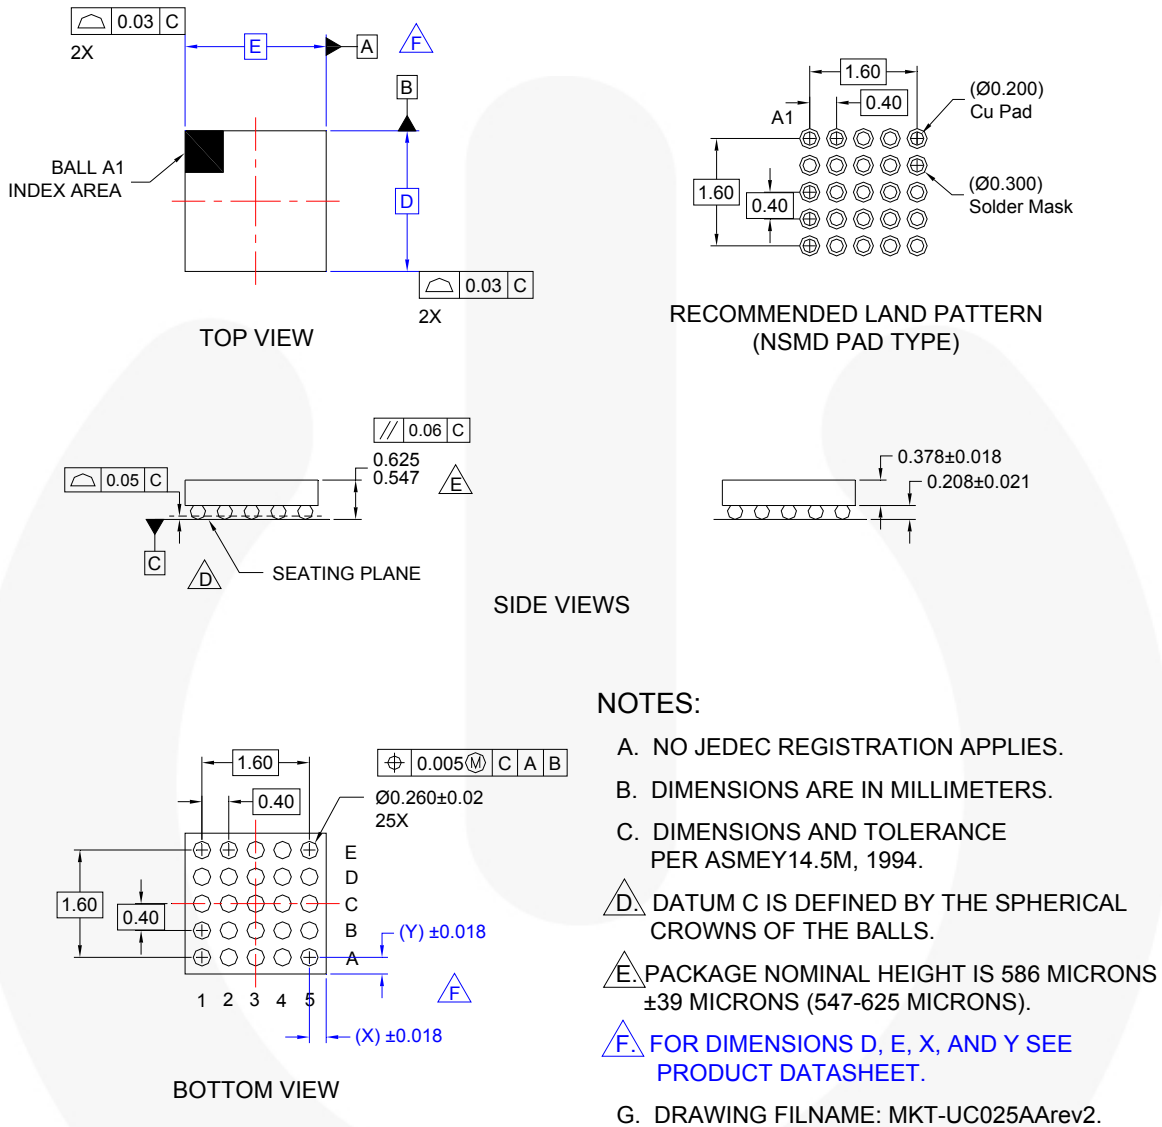 0.03 C
2X
E
A
F
B
BALL A1
INDEX AREA
D
0.03 C
2X
TOP VIEW
1.60
0.40
A1
(Ø0.200)
Cu Pad
1.60
0.40
(Ø0.300)
Solder Mask
RECOMMENDED LAND PATTERN
(NSMD PAD TYPE)
// 0.06 C
0.625
0.547
E
0.05 C
C
D
SEATING PLANE
0.378±0.018
0.208±0.021
SIDE VIEWS
1.60
0.40
0.005 Ⓜ C A B
Ø0.260±0.02
25X
E
D
C
B
A
1.60
0.40
(Y) ±0.018
F
1 2 3 4 5
(X) ±0.018
BOTTOM VIEW
NOTES:
A. NO JEDEC REGISTRATION APPLIES.
B. DIMENSIONS ARE IN MILLIMETERS.
C. DIMENSIONS AND TOLERANCE
PER ASMEY14.5M, 1994.
D. DATUM C IS DEFINED BY THE SPHERICAL
CROWNS OF THE BALLS.
E. PACKAGE NOMINAL HEIGHT IS 586 MICRONS
±39 MICRONS (547-625 MICRONS).
F. FOR DIMENSIONS D, E, X, AND Y SEE
PRODUCT DATASHEET.
G. DRAWING FILNAME: MKT-UC025AArev2.